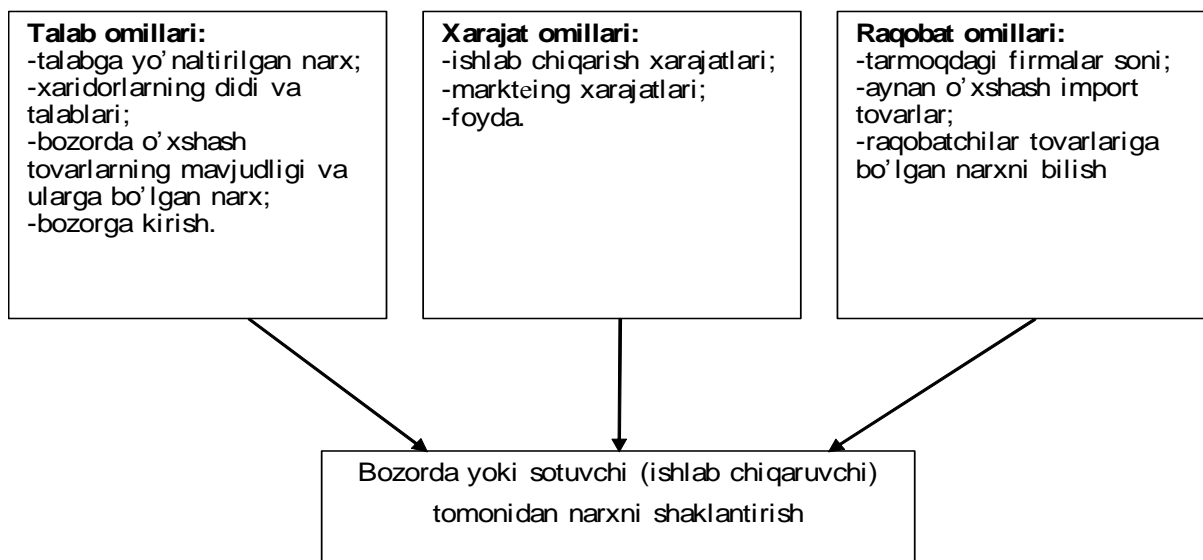 Talab omillari:
-talabga yo’naltirilgan narx;
-xaridorlarning didi va
talablari;
-bozorda o’xshash
tovarlarning mavjudligi va
ularga bo’lgan narx;
-bozorga kirish.
Xarajat omillari:
-ishlab chiqarish xarajatlari;
-markteing xarajatlari;
-foyda.
Raqobat omillari:
-tarmoqdagi firmalar soni;
-aynan o’xshash import
tovarlar;
-raqobatchilar tovarlariga
bo’lgan narxni bilish
Bozorda yoki sotuvchi (ishlab chiqaruvchi)
tomonidan narxni shaklantirish